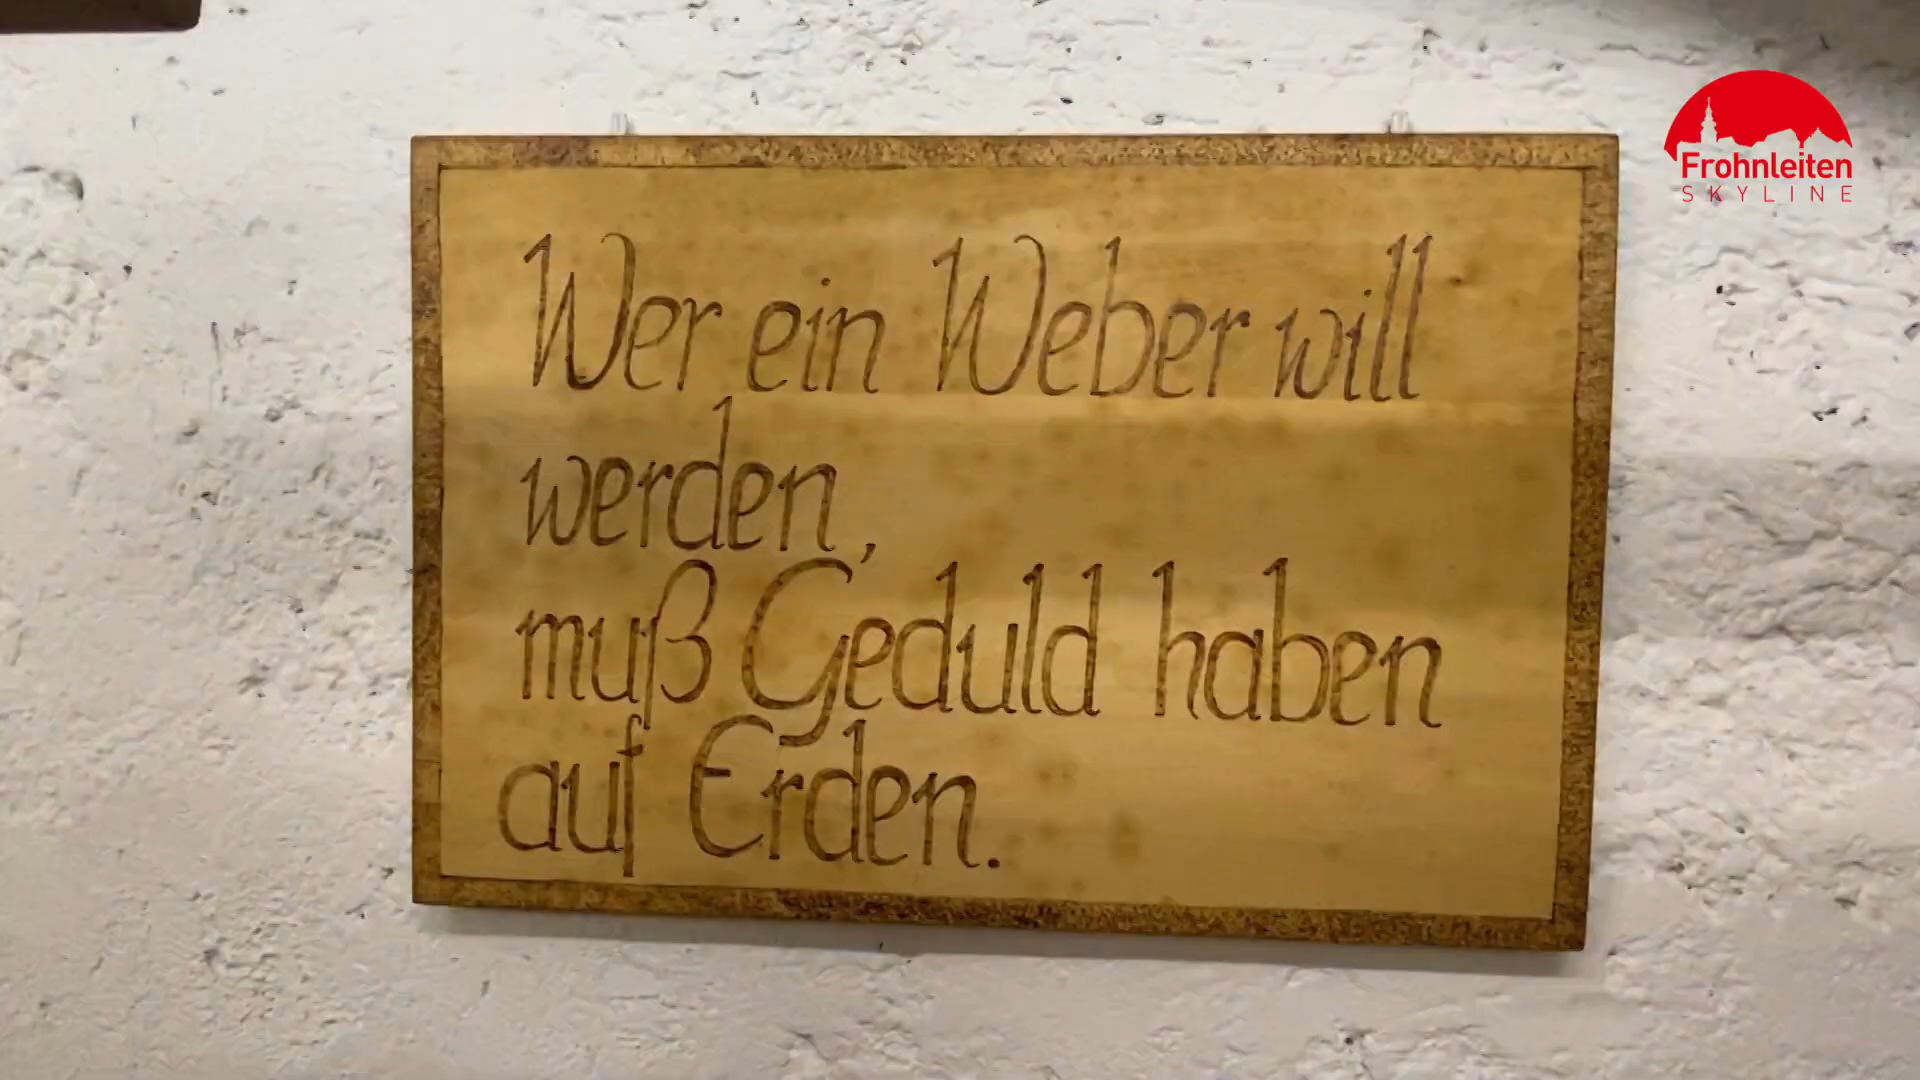 Wer ein Weber will
werden,
muß Geduld haben
auf Erden.
Frohnleiten
SKYLINE